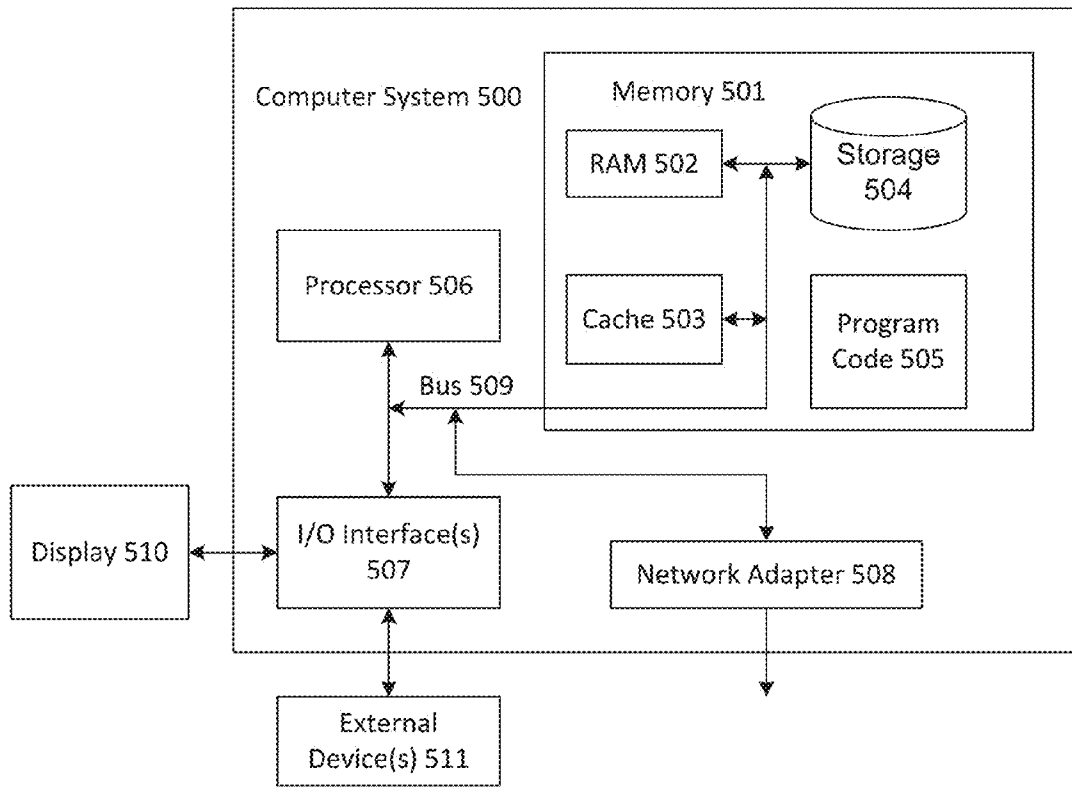 Computer System 500
Memory 501
RAM 502
Storage
504
Processor 506
Cache 503
Program
Code 505
Bus 509
Display 510
I/O Interface(s)
507
Network Adapter 508
External
Device(s) 511